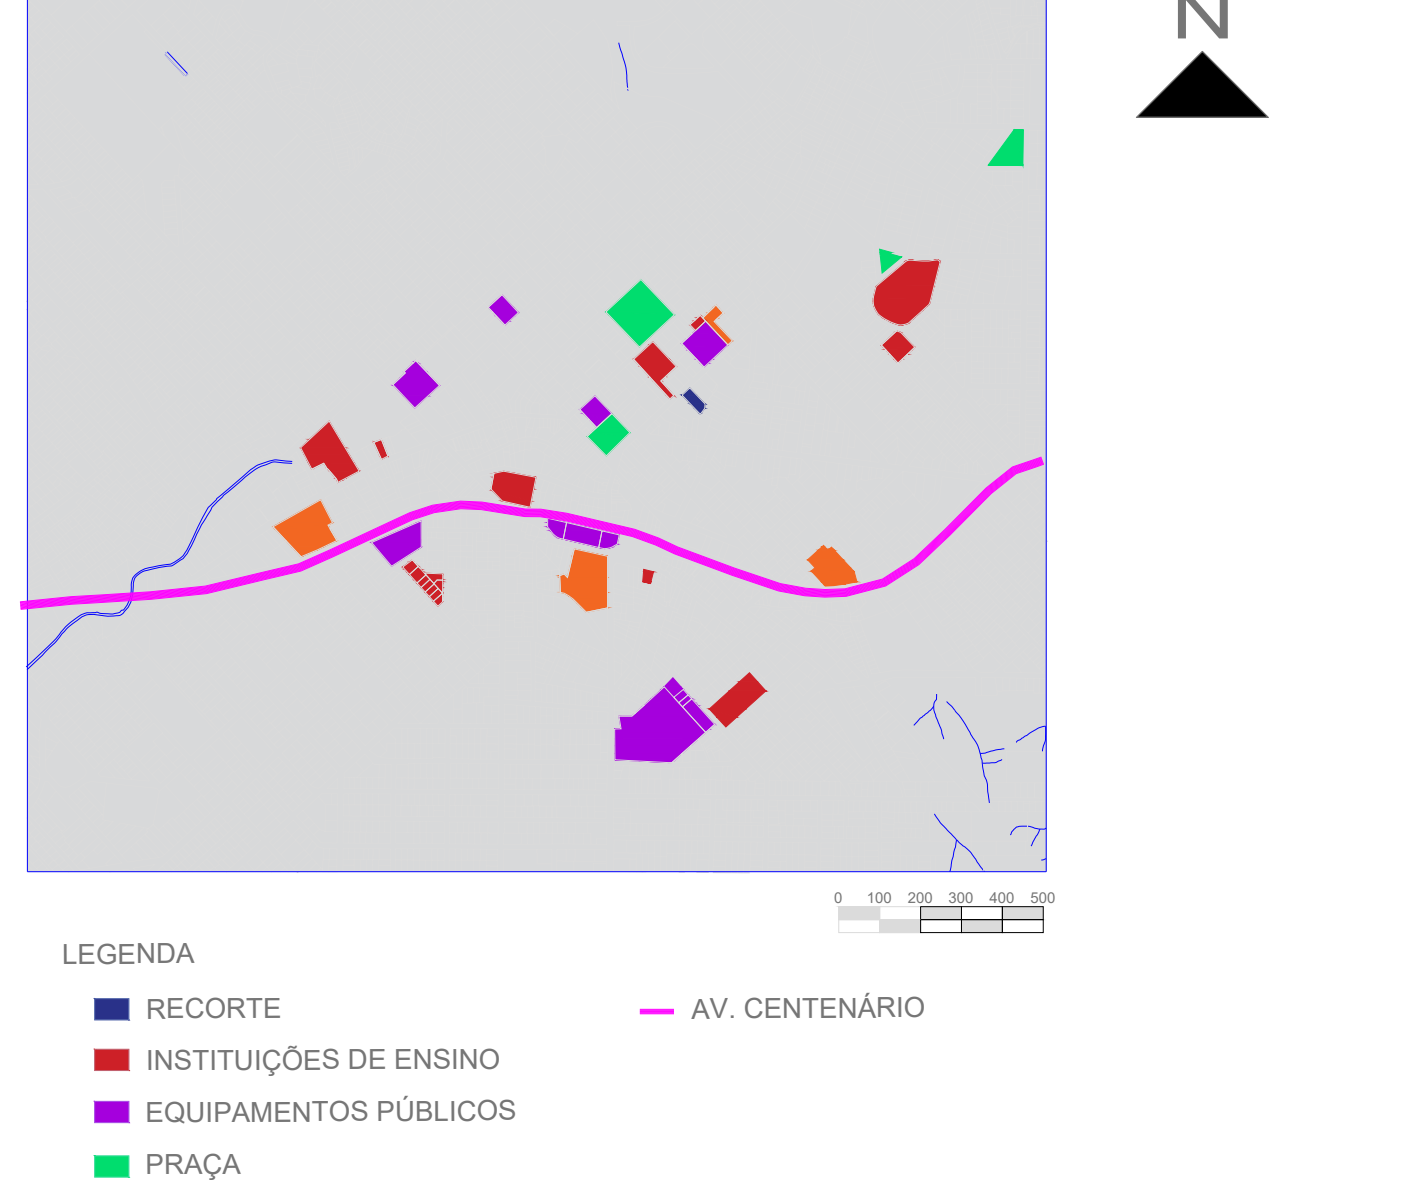 N
0 100 200 300 400 500
LEGENDA
RECORTE
AV. CENTENÁRIO
INSTITUIÇÕES DE ENSINO
EQUIPAMENTOS PÚBLICOS
PRAÇA